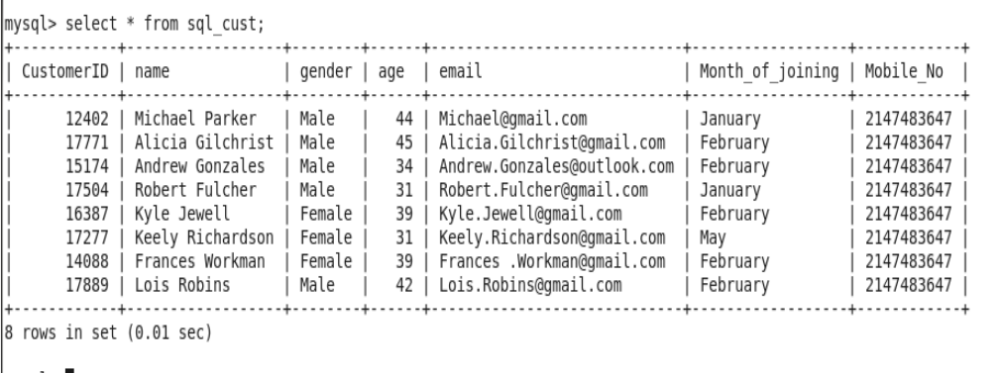 mysql> select * from sql_cust;
+------------+------------------+--------+------+----------------------------+-----------------+------------+
| CustomerID | name             | gender | age  | email                      | Month_of_joining | Mobile_No  |
+------------+------------------+--------+------+----------------------------+-----------------+------------+
|      12402 | Michael Parker   | Male   |   44 | Michael@gmail.com          | January          | 2147483647 |
|      17771 | Alicia Gilchrist | Male   |   45 | Alicia.Gilchrist@gmail.com | February         | 2147483647 |
|      15174 | Andrew Gonzales  | Male   |   34 | Andrew.Gonzales@outlook.com | February         | 2147483647 |
|      17504 | Robert Fulcher   | Male   |   31 | Robert.Fulcher@gmail.com   | January          | 2147483647 |
|      16387 | Kyle Jewell      | Female |   39 | Kyle.Jewell@gmail.com      | February         | 2147483647 |
|      17277 | Keely Richardson | Female |   31 | Keely.Richardson@gmail.com | May              | 2147483647 |
|      14088 | Frances Workman  | Female |   39 | Frances .Workman@gmail.com | February         | 2147483647 |
|      17889 | Lois Robins      | Male   |   42 | Lois.Robins@gmail.com      | February         | 2147483647 |
+------------+------------------+--------+------+----------------------------+-----------------+------------+
8 rows in set (0.01 sec)